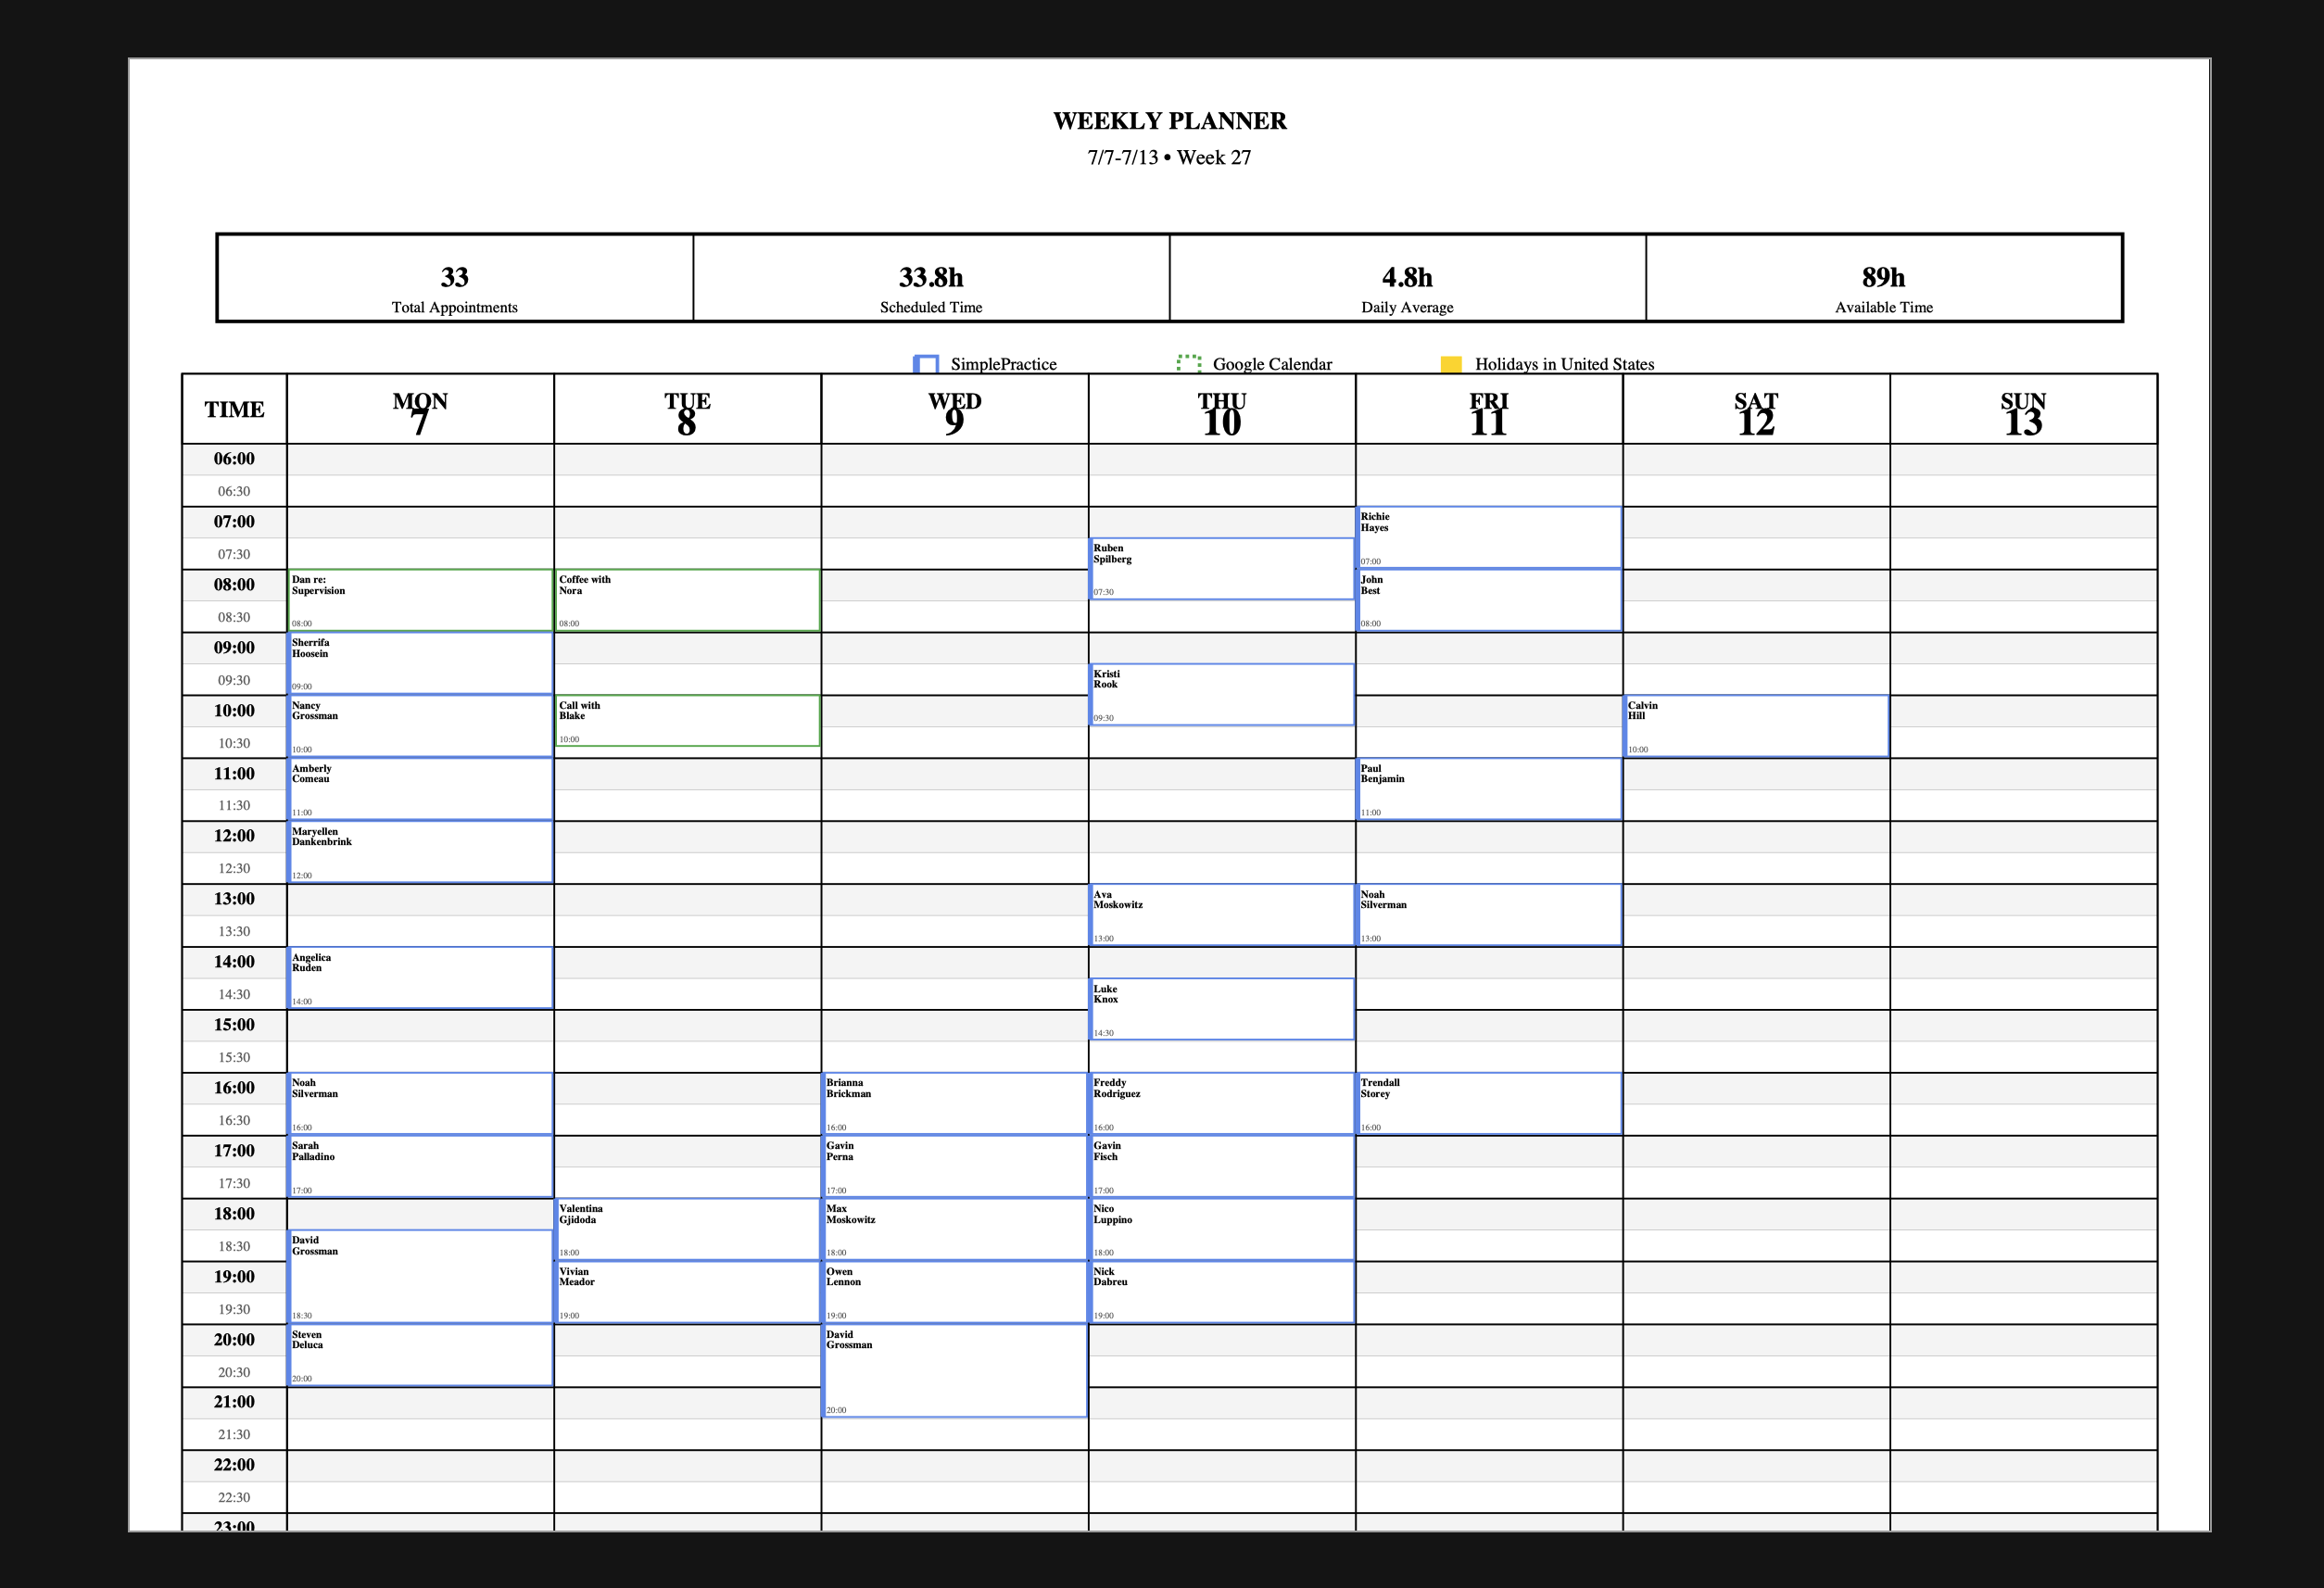 WEEKLY PLANNER
7/7-7/13 • Week 27
33
Total Appointments
33.8h
Scheduled Time
4.8h
Daily Average
89h
Available Time
SimplePractice
Google Calendar
Holidays in United States
TIME
MON
7
TUE
8
WED
9
THU
10
FRI
11
SAT
12
SUN
13
06:00
06:30
07:00
Richie
Hayes
07:00
07:30
Ruben
Spilberg
07:30
08:00
Dan re:
Supervision
08:00
Coffee with
Nora
08:00
John
Best
08:00
08:30
09:00
Sherrifa
Hoosein
09:00
09:30
Kristi
Rook
09:30
10:00
Nancy
Grossman
10:00
Call with
Blake
10:00
Calvin
Hill
10:00
10:30
11:00
Amberly
Comeau
11:00
Paul
Benjamin
11:00
11:30
12:00
Maryellen
Dankenbrink
12:00
12:30
13:00
Ava
Moskowitz
13:00
Noah
Silverman
13:00
13:30
14:00
Angelica
Ruden
14:00
14:30
Luke
Knox
14:30
15:00
15:30
16:00
Noah
Silverman
16:00
Brianna
Brickman
16:00
Freddy
Rodriguez
16:00
Trendall
Storey
16:00
16:30
17:00
Sarah
Palladino
17:00
Gavin
Perna
17:00
Gavin
Fisch
17:00
17:30
18:00
Valentina
Gjidoda
18:00
Max
Moskowitz
18:00
Nico
Luppino
18:00
18:30
David
Grossman
18:30
19:00
Vivian
Meador
19:00
Owen
Lennon
19:00
Nick
Dabreu
19:00
19:30
20:00
Steven
Deluca
20:00
David
Grossman
20:00
20:30
21:00
21:30
22:00
22:30
23:00